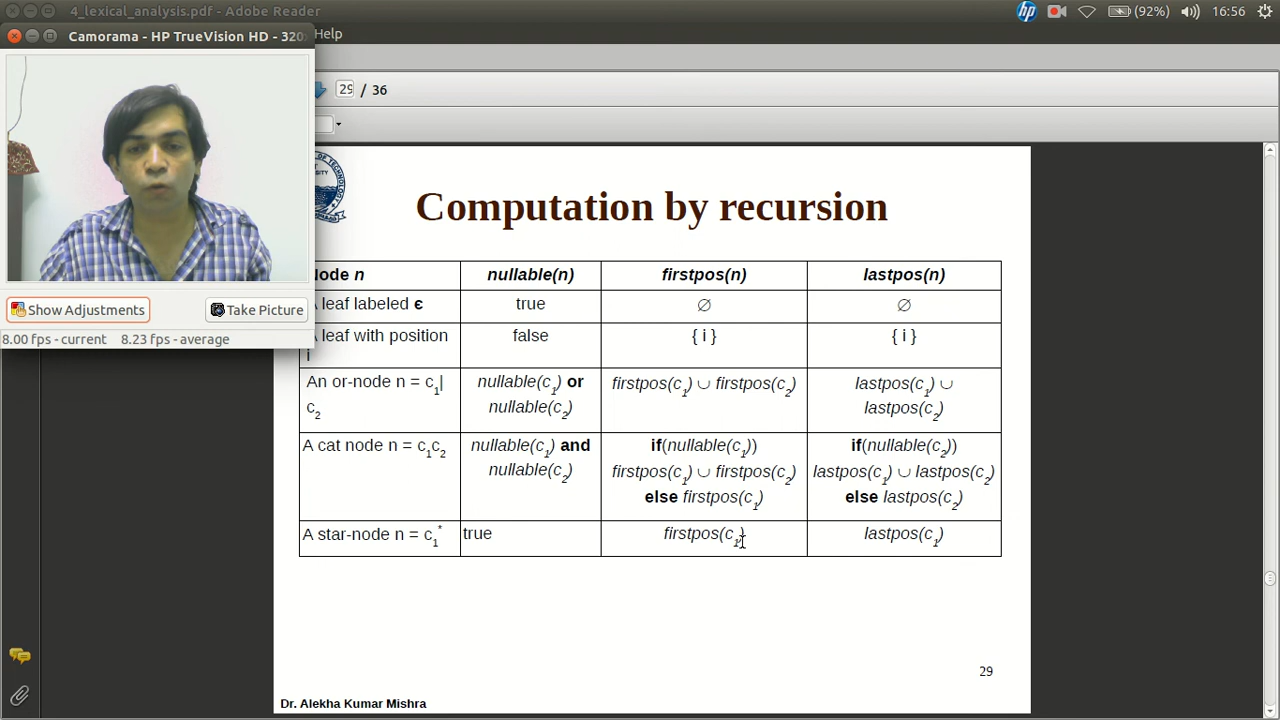 4_lexical_analysis.pdf - Adobe Reader
hp (92%) 16:56
Camorama - HP TrueVision HD - 320
Help
29 / 36
Show Adjustments Take Picture
8.00 fps - current 8.23 fps - average
Computation by recursion
Node n nullable(n) firstpos(n) lastpos(n)
A leaf labeled ϵ true ∅ ∅
A leaf with position false { i } { i }
i
An or-node n = c1| nullable(c1) or firstpos(c1) ∪ firstpos(c2) lastpos(c1) ∪
c2 nullable(c2) lastpos(c2)
A cat node n = c1c2 nullable(c1) and if(nullable(c1)) if(nullable(c2))
nullable(c2) firstpos(c1) ∪ firstpos(c2) lastpos(c1) ∪ lastpos(c2)
else firstpos(c1) else lastpos(c2)
A star-node n = c1* true firstpos(c1) lastpos(c1)
29
Dr. Alekha Kumar Mishra